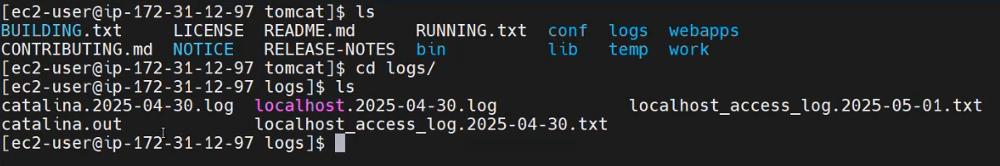 [ec2-user@ip-172-31-12-97 tomcat]$ ls
BUILDING.txt     LICENSE  README.md      RUNNING.txt  conf  logs  webapps
CONTRIBUTING.md  NOTICE   RELEASE-NOTES  bin          lib   temp  work
[ec2-user@ip-172-31-12-97 tomcat]$ cd logs/
[ec2-user@ip-172-31-12-97 logs]$ ls
catalina.2025-04-30.log  localhost.2025-04-30.log             localhost_access_log.2025-05-01.txt
catalina.out             localhost_access_log.2025-04-30.txt
[ec2-user@ip-172-31-12-97 logs]$